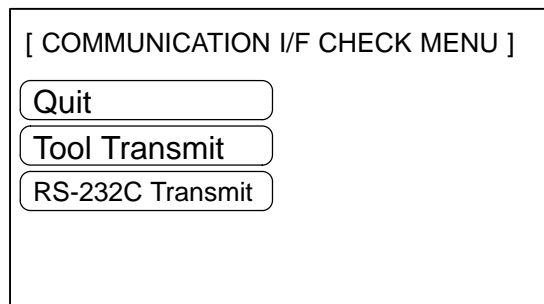 [ COMMUNICATION I/F CHECK MENU ]
Quit
Tool Transmit
RS-232C Transmit